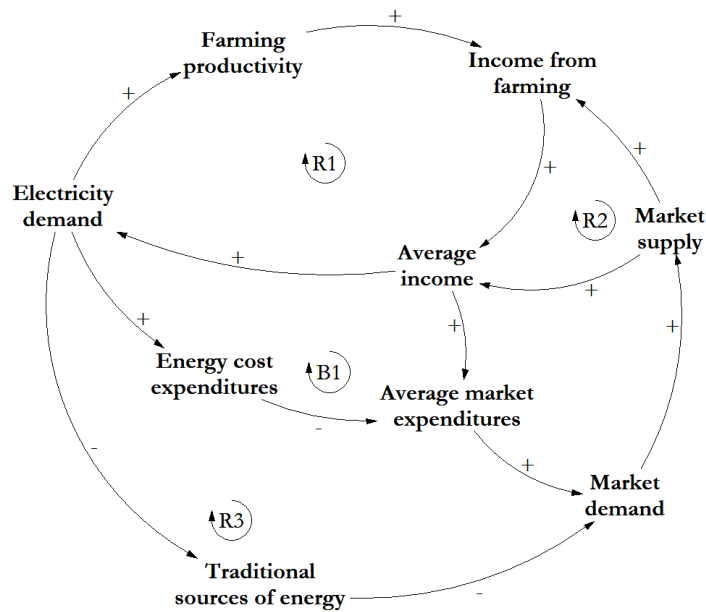 +
Farming
productivity
Income from
farming
+
+
R1
+
Electricity
demand
R2
Market
supply
Average
income
+
+
+
+
+
Energy cost
expenditures
B1
Average market
expenditures
-
-
+
Market
demand
R3
Traditional
sources of energy
-